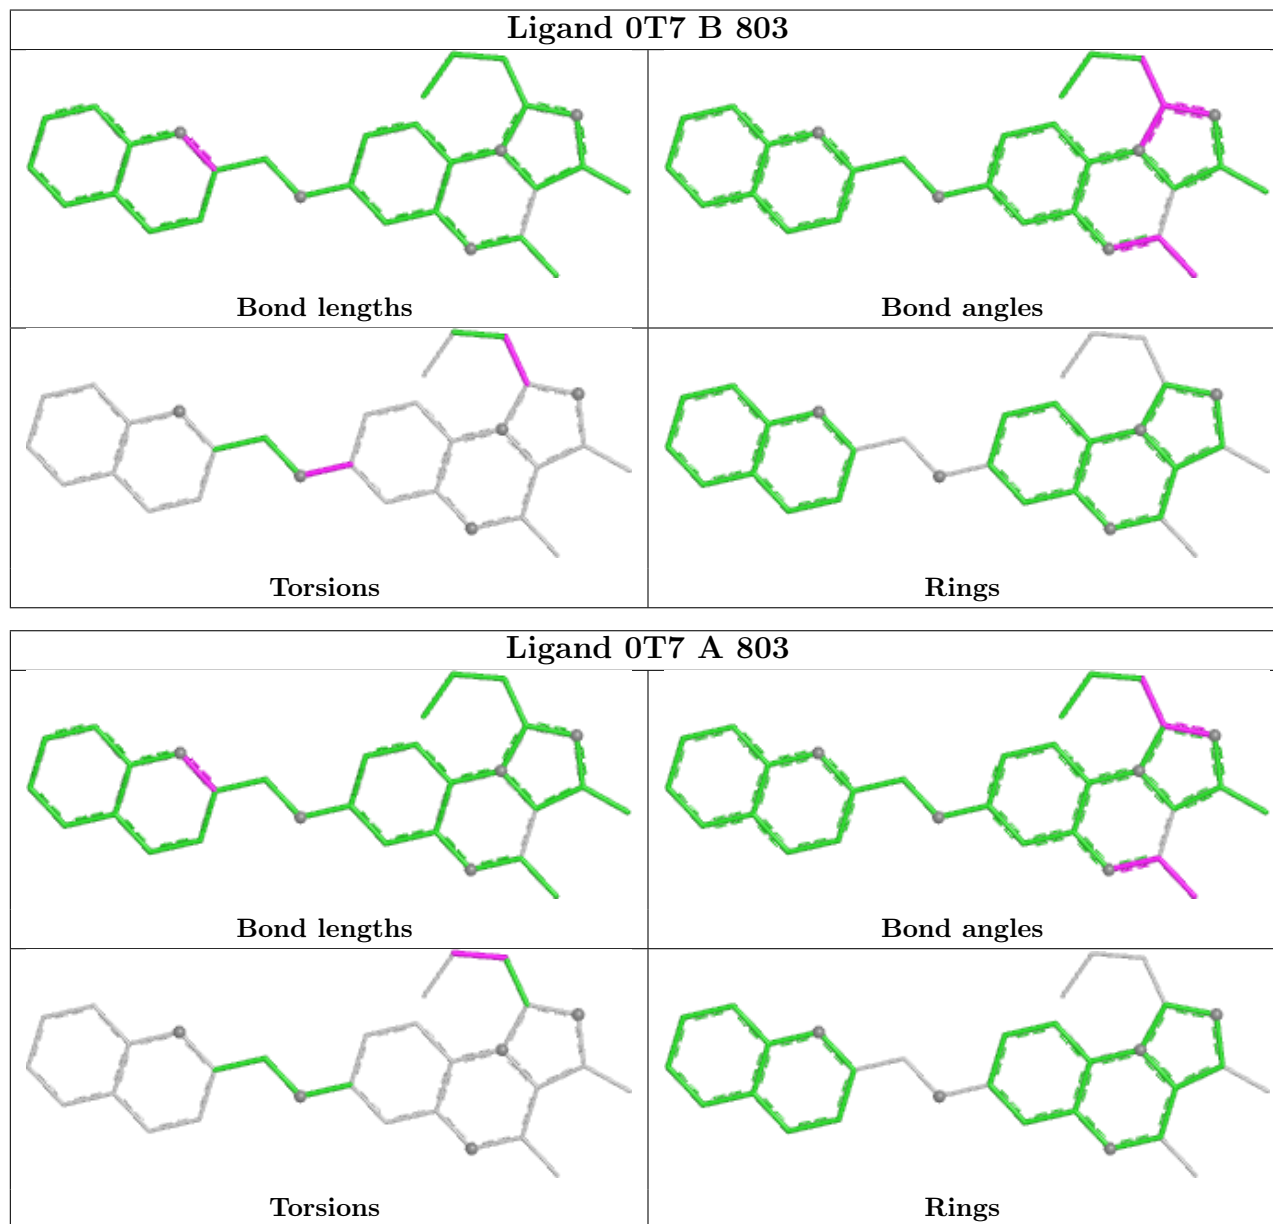 Ligand 0T7 B 803
Bond lengths
Bond angles
Torsions
Rings
Ligand 0T7 A 803
Bond lengths
Bond angles
Torsions
Rings